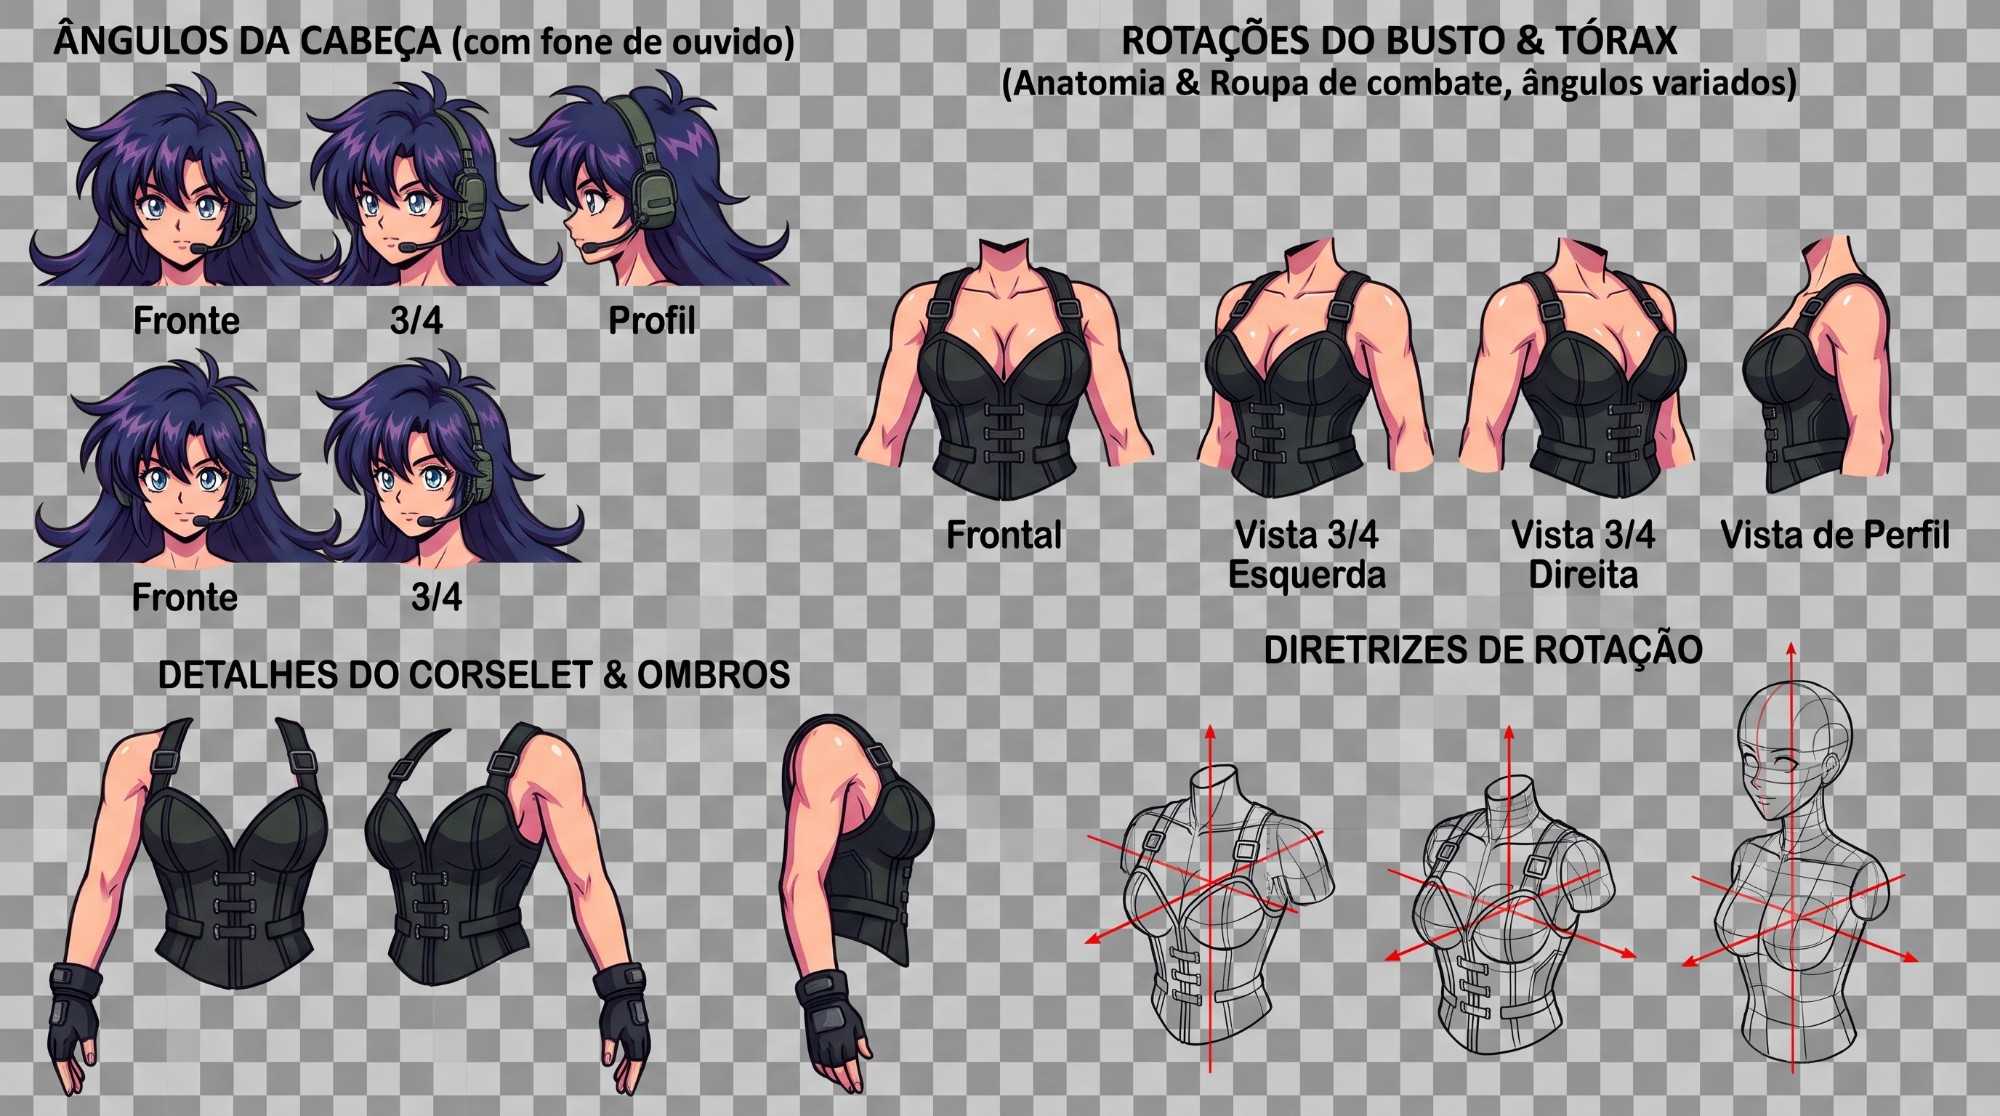 ÂNGULOS DA CABEÇA (com fone de ouvido)
Fronte
3/4
Profil
Fronte
3/4
ROTAÇÕES DO BUSTO & TÓRAX
(Anatomia & Roupa de combate, ângulos variados)
Frontal
Vista 3/4
Esquerda
Vista 3/4
Direita
Vista de Perfil
DETALHES DO CORSELET & OMBROS
DIRETRIZES DE ROTAÇÃO